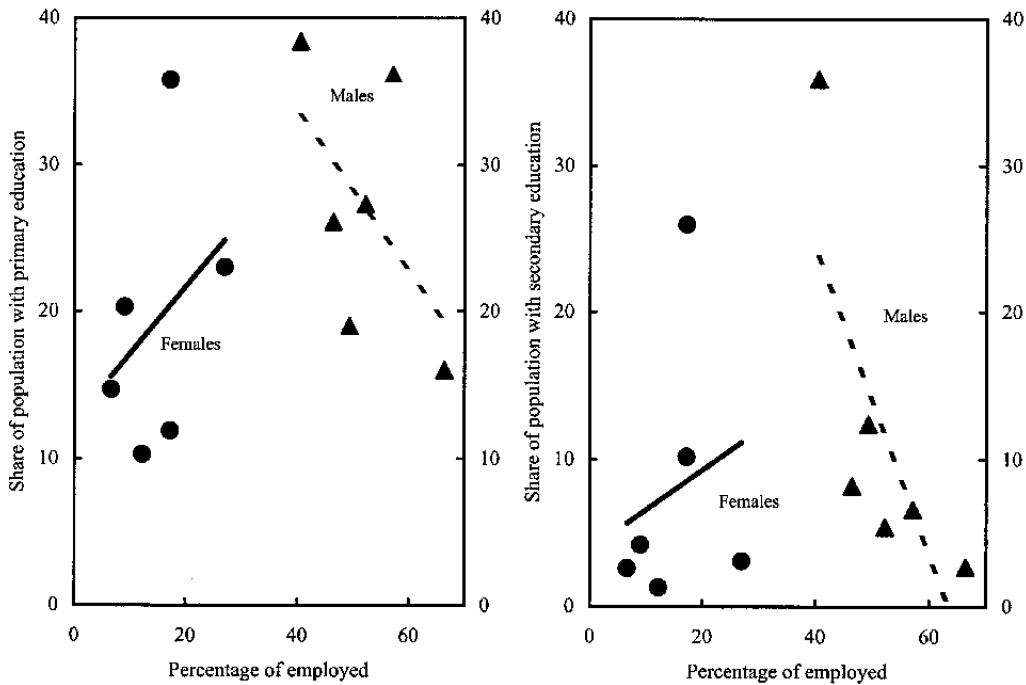 40
30
20
10
0
Share of population with primary education
Males
Females
40
30
20
10
0
0 20 40 60
Percentage of employed
40
30
20
10
0
Share of population with secondary education
Males
Females
40
30
20
10
0
0 20 40 60
Percentage of employed